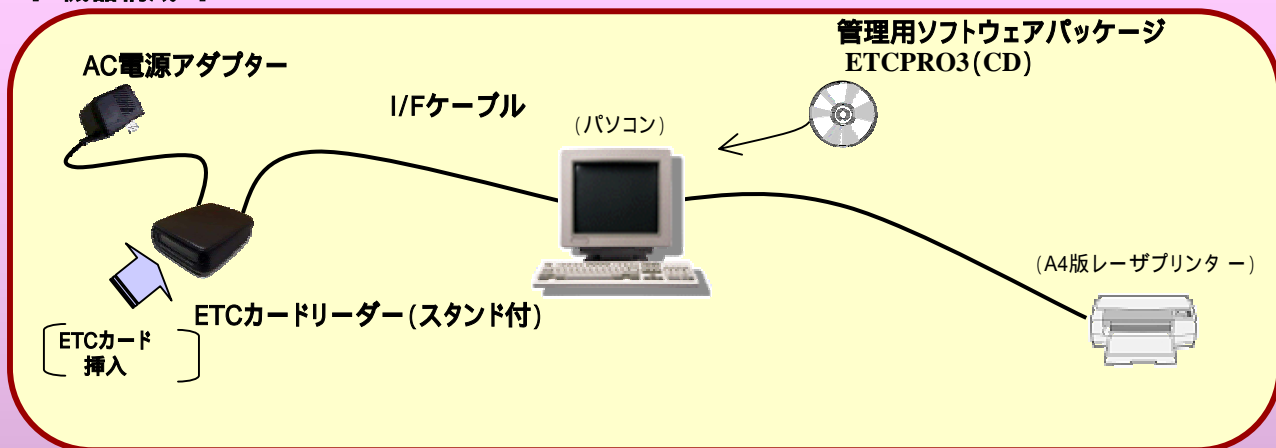 管理用ソフトウェアパッケージ
ETCPRO3(CD)
AC電源アダプター
I/Fケーブル
(パソコン)
(A4版レーザプリンター)
ETCカードリーダー(スタンド付)
ETCカード
挿入